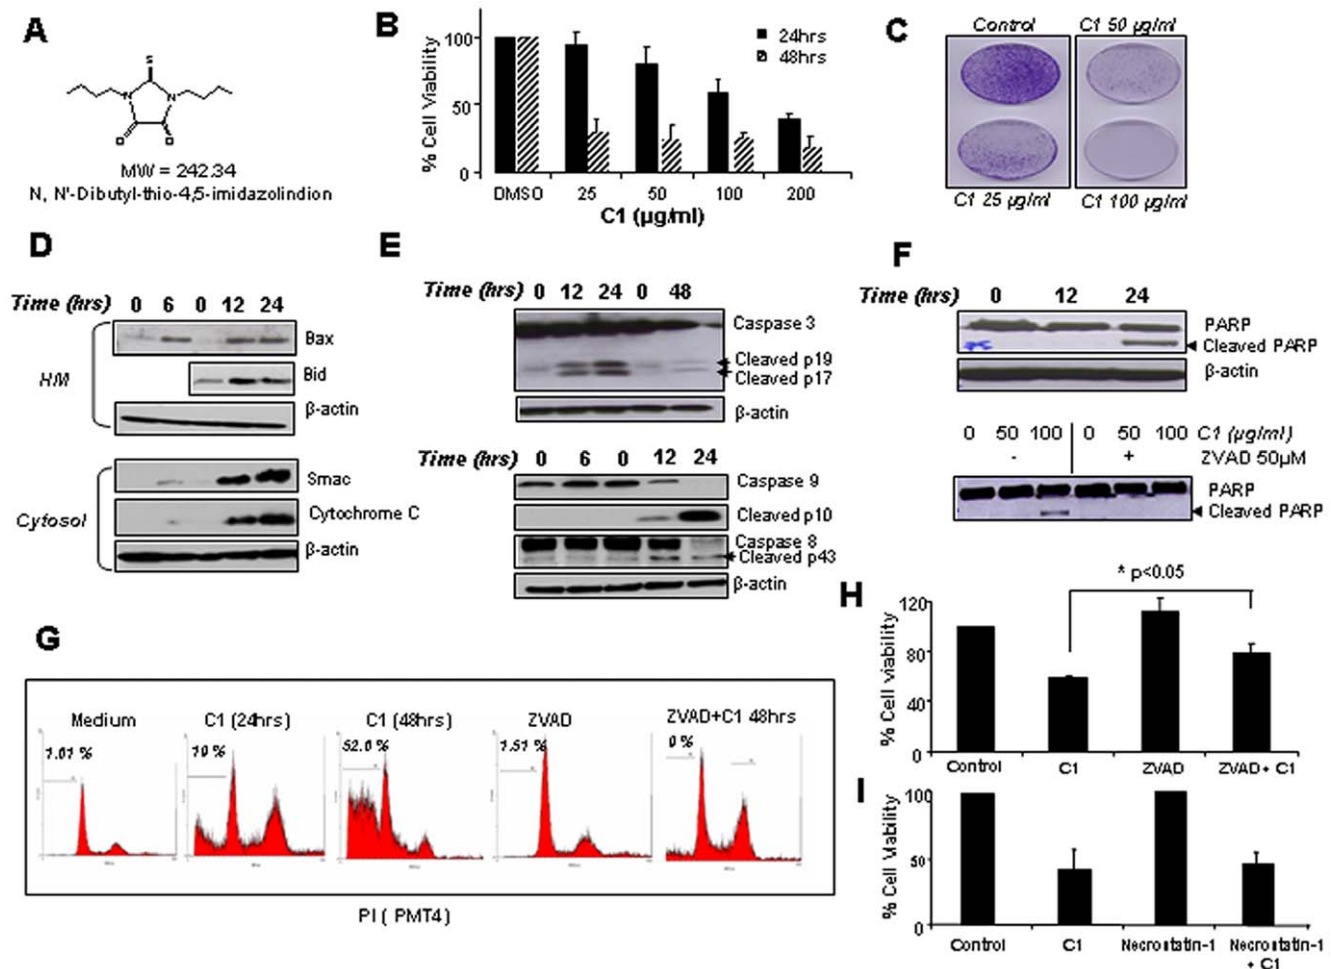 A
S
N
N
O
O
MW = 242.34
N, N'-Dibutyl-thio-4,5-imidazolindion
B
% Cell Viability
100
50
0
24hrs
48hrs
DMSO 25 50 100 200
C1 (µg/ml)
C
Control C1 50 µg/ml
C1 25 µg/ml C1 100 µg/ml
D
Time (hrs) 0 6 0 12 24
HM
Bax
Bid
β-actin
Cytosol
Smac
Cytochrome C
β-actin
E
Time (hrs) 0 12 24 0 48
Caspase 3
Cleaved p19
Cleaved p17
β-actin
Time (hrs) 0 6 0 12 24
Caspase 9
Cleaved p10
Caspase 8
Cleaved p43
β-actin
F
Time (hrs) 0 12 24
PARP
Cleaved PARP
β-actin
0 50 100 0 50 100 C1 (µg/ml)
- + ZVAD 50µM
PARP
Cleaved PARP
G
Medium C1 (24hrs) C1 (48hrs) ZVAD ZVAD+C1 48hrs
1.01 % 10 % 52.0 % 1.51 % 0 %
PI ( PMT4)
H
* p<0.05
% Cell viability
120
80
40
0
Control C1 ZVAD ZVAD+ C1
I
% Cell Viability
100
50
0
Control C1 Necrostatin-1 Necrostatin-1
+ C1